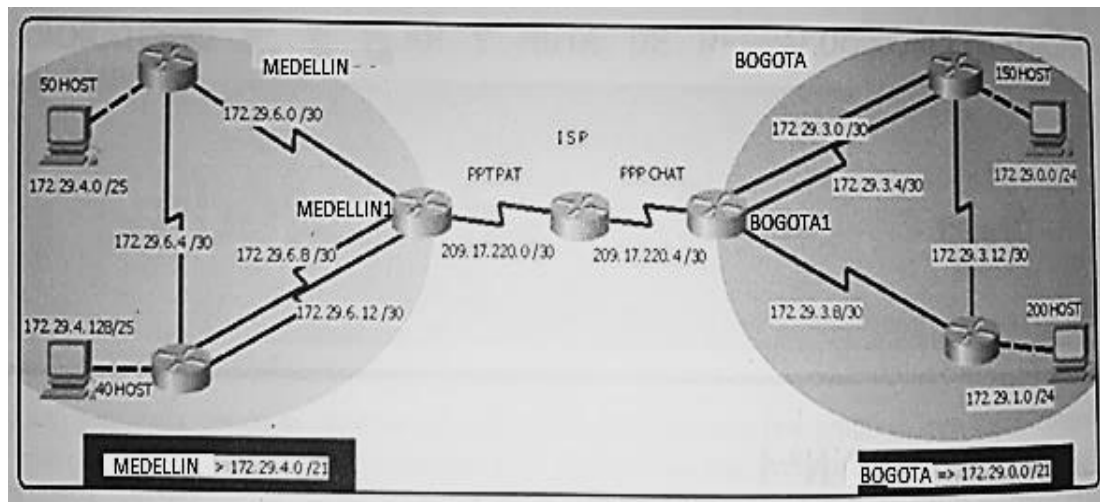 MEDELLIN
BOGOTA
50 HOST
150 HOST
172.29.6.0 /30
172.29.3.0 /30
ISP
172.29.4.0 /25
PPT PAT
PPP CHAT
172.29.3.4/30
172.29.0.0 /24
MEDELLIN1
BOGOTA1
172.29.6.4 /30
172.29.6.8 /30
209.17.220.0 /30
209.17.220.4 /30
172.29.3.12 /30
172.29.6.12 /30
172.29.3.8/30
172.29.4.128/25
200 HOST
40 HOST
172.29.1.0 /24
MEDELLIN > 172.29.4.0 /21
BOGOTA => 172.29.0.0 /21